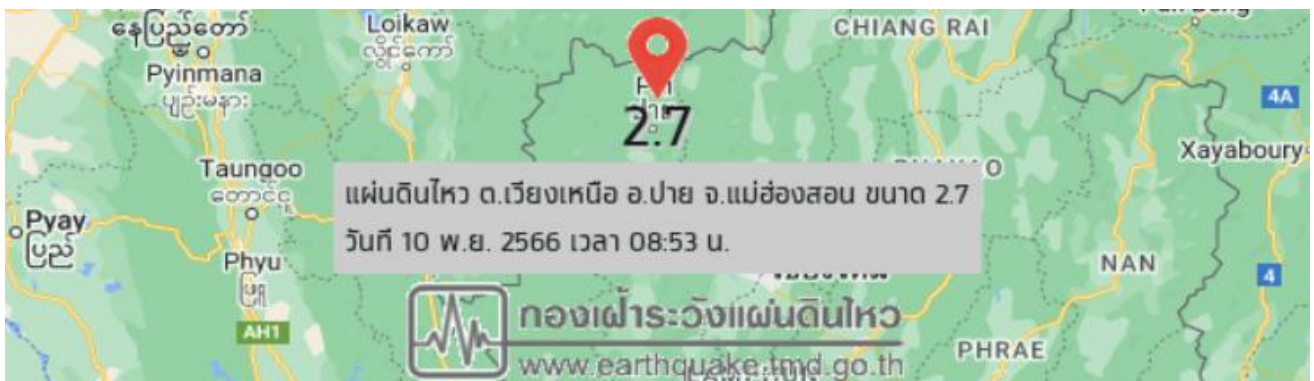 နေပြည်တော်
Loikaw
လွိုင်ကော်
CHIANG RAI
Pyinmana
ပျဉ်းမနား
2.7
4A
Xayaboury
Taungoo
တောင်ငူ
แผ่นดินไหว ต.เวียงเหนือ อ.ปาย จ.แม่ฮ่องสอน ขนาด 2.7
วันที่ 10 พ.ย. 2566 เวลา 08:53 น.
Pyay
ပြည်
Phyu
ဖြူး
NAN
4
AH1
กองเฝ้าระวังแผ่นดินไหว
www.earthquake.tmd.go.th
PHRAE